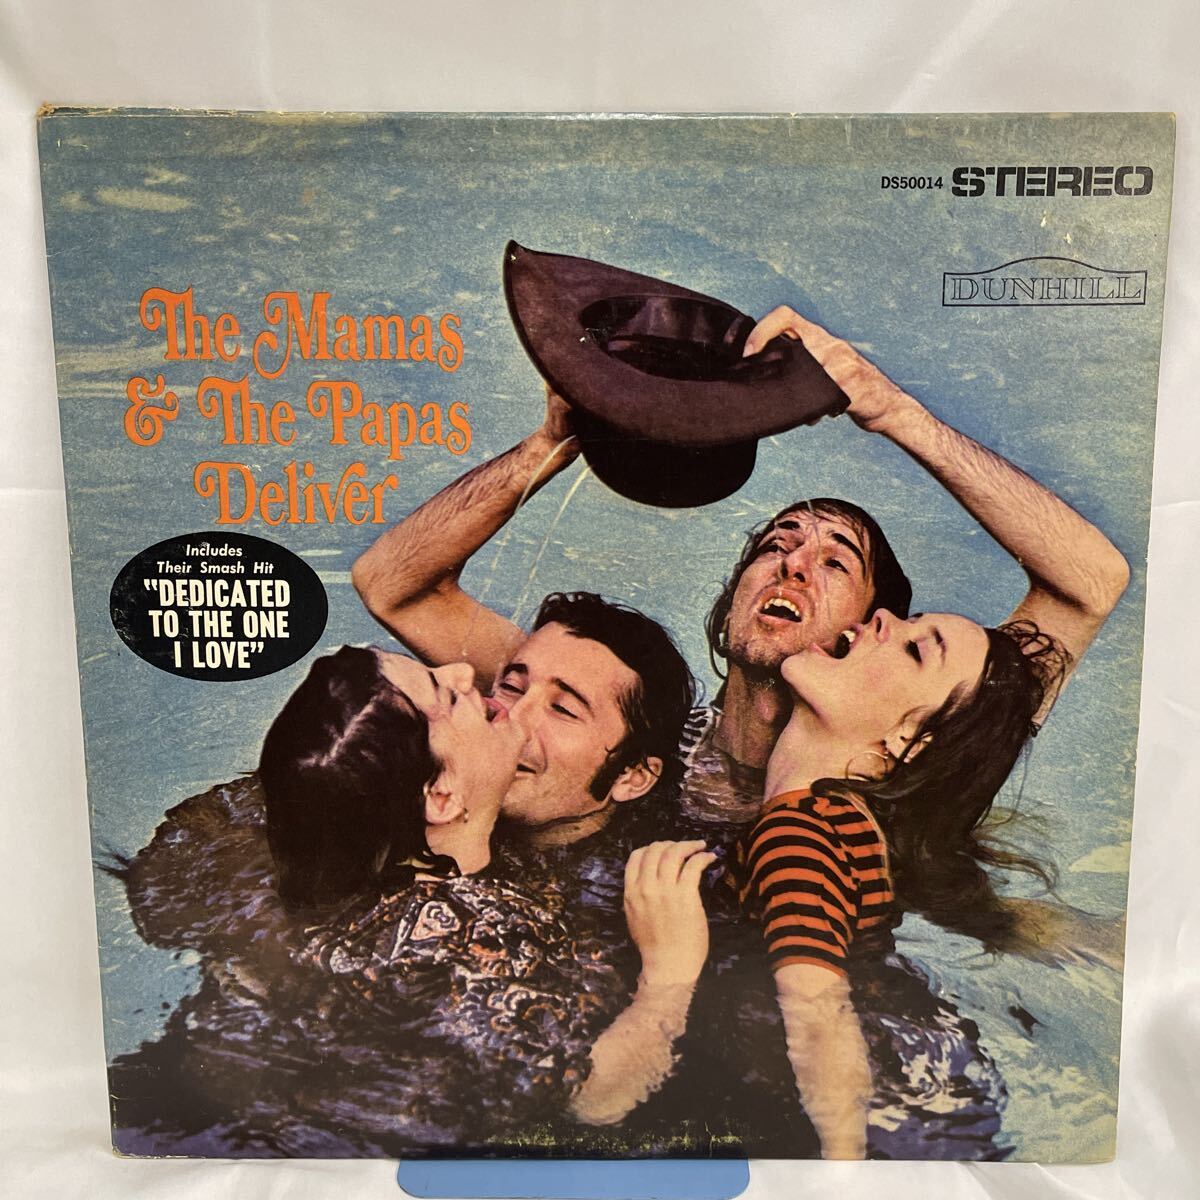 DS50014 STEREO
DUNHILL
The Mamas
& The Papas
Deliver
Includes
Their Smash Hit
"DEDICATED
TO THE ONE
I LOVE"